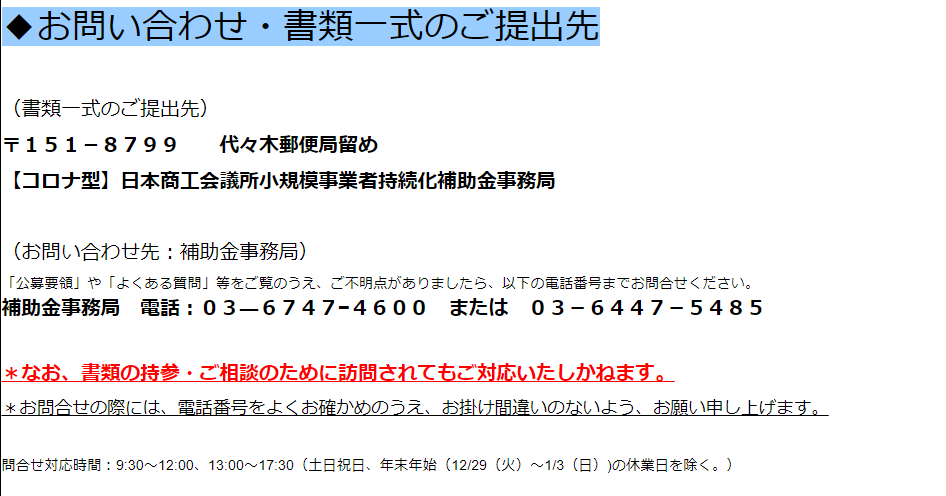 ◆お問い合わせ・書類一式のご提出先
（書類一式のご提出先）
〒１５１－８７９９　　代々木郵便局留め
【コロナ型】日本商工会議所小規模事業者持続化補助金事務局
（お問い合わせ先：補助金事務局）
「公募要領」や「よくある質問」等をご覧のうえ、ご不明点がありましたら、以下の電話番号までお問合せください。
補助金事務局　電話：０３―６７４７ｰ４６００　または　０３－６４４７－５４８５
＊なお、書類の持参・ご相談のために訪問されてもご対応いたしかねます。
＊お問合せの際には、電話番号をよくお確かめのうえ、お掛け間違いのないよう、お願い申し上げます。
問合せ対応時間：9:30～12:00、13:00～17:30（土日祝日、年末年始（12/29（火）～1/3（日）)の休業日を除く。）